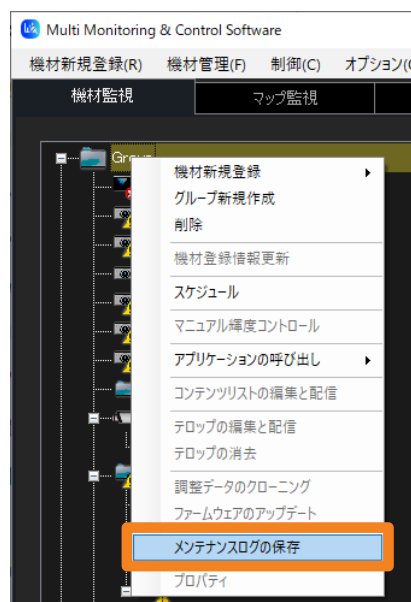 Multi Monitoring & Control Software
機材新規登録(R) 機材管理(F) 制御(C) オプション(
機材監視 マップ監視
Group
機材新規登録
グループ新規作成
削除
機材登録情報更新
スケジュール
マニュアル輝度コントロール
アプリケーションの呼び出し
コンテンツリストの編集と配信
テロップの編集と配信
テロップの消去
調整データのクローニング
ファームウェアのアップデート
メンテナンスログの保存
プロパティ